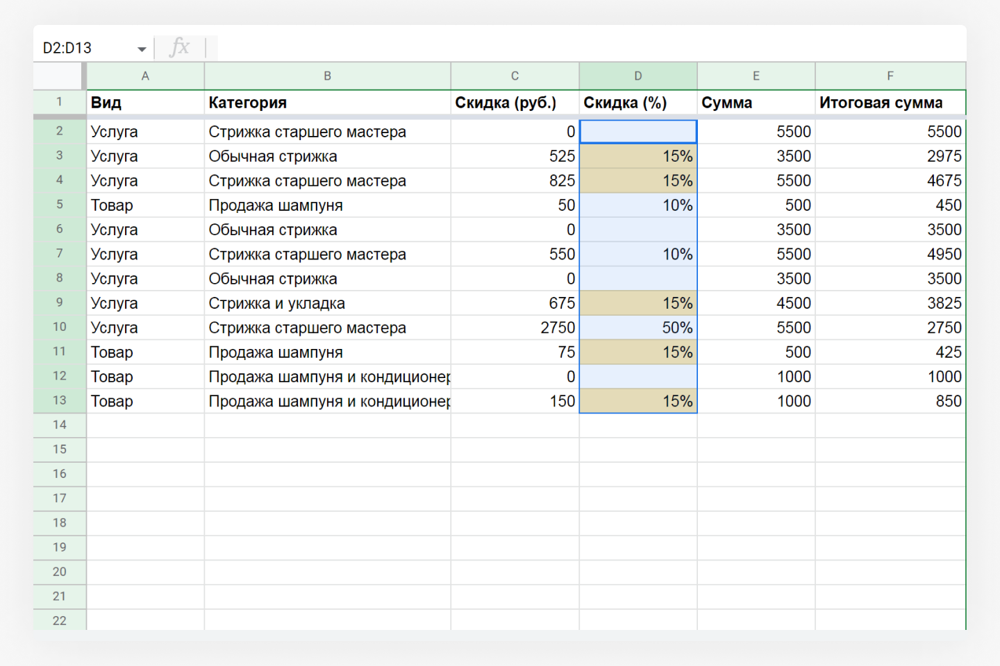 D2:D13 fx
A B C D E F
1 Вид Категория Скидка (руб.) Скидка (%) Сумма Итоговая сумма
2 Услуга Стрижка старшего мастера 0 5500 5500
3 Услуга Обычная стрижка 525 15% 3500 2975
4 Услуга Стрижка старшего мастера 825 15% 5500 4675
5 Товар Продажа шампуня 50 10% 500 450
6 Услуга Обычная стрижка 0 3500 3500
7 Услуга Стрижка старшего мастера 550 10% 5500 4950
8 Услуга Обычная стрижка 0 3500 3500
9 Услуга Стрижка и укладка 675 15% 4500 3825
10 Услуга Стрижка старшего мастера 2750 50% 5500 2750
11 Товар Продажа шампуня 75 15% 500 425
12 Товар Продажа шампуня и кондиционер 0 1000 1000
13 Товар Продажа шампуня и кондиционер 150 15% 1000 850
14
15
16
17
18
19
20
21
22